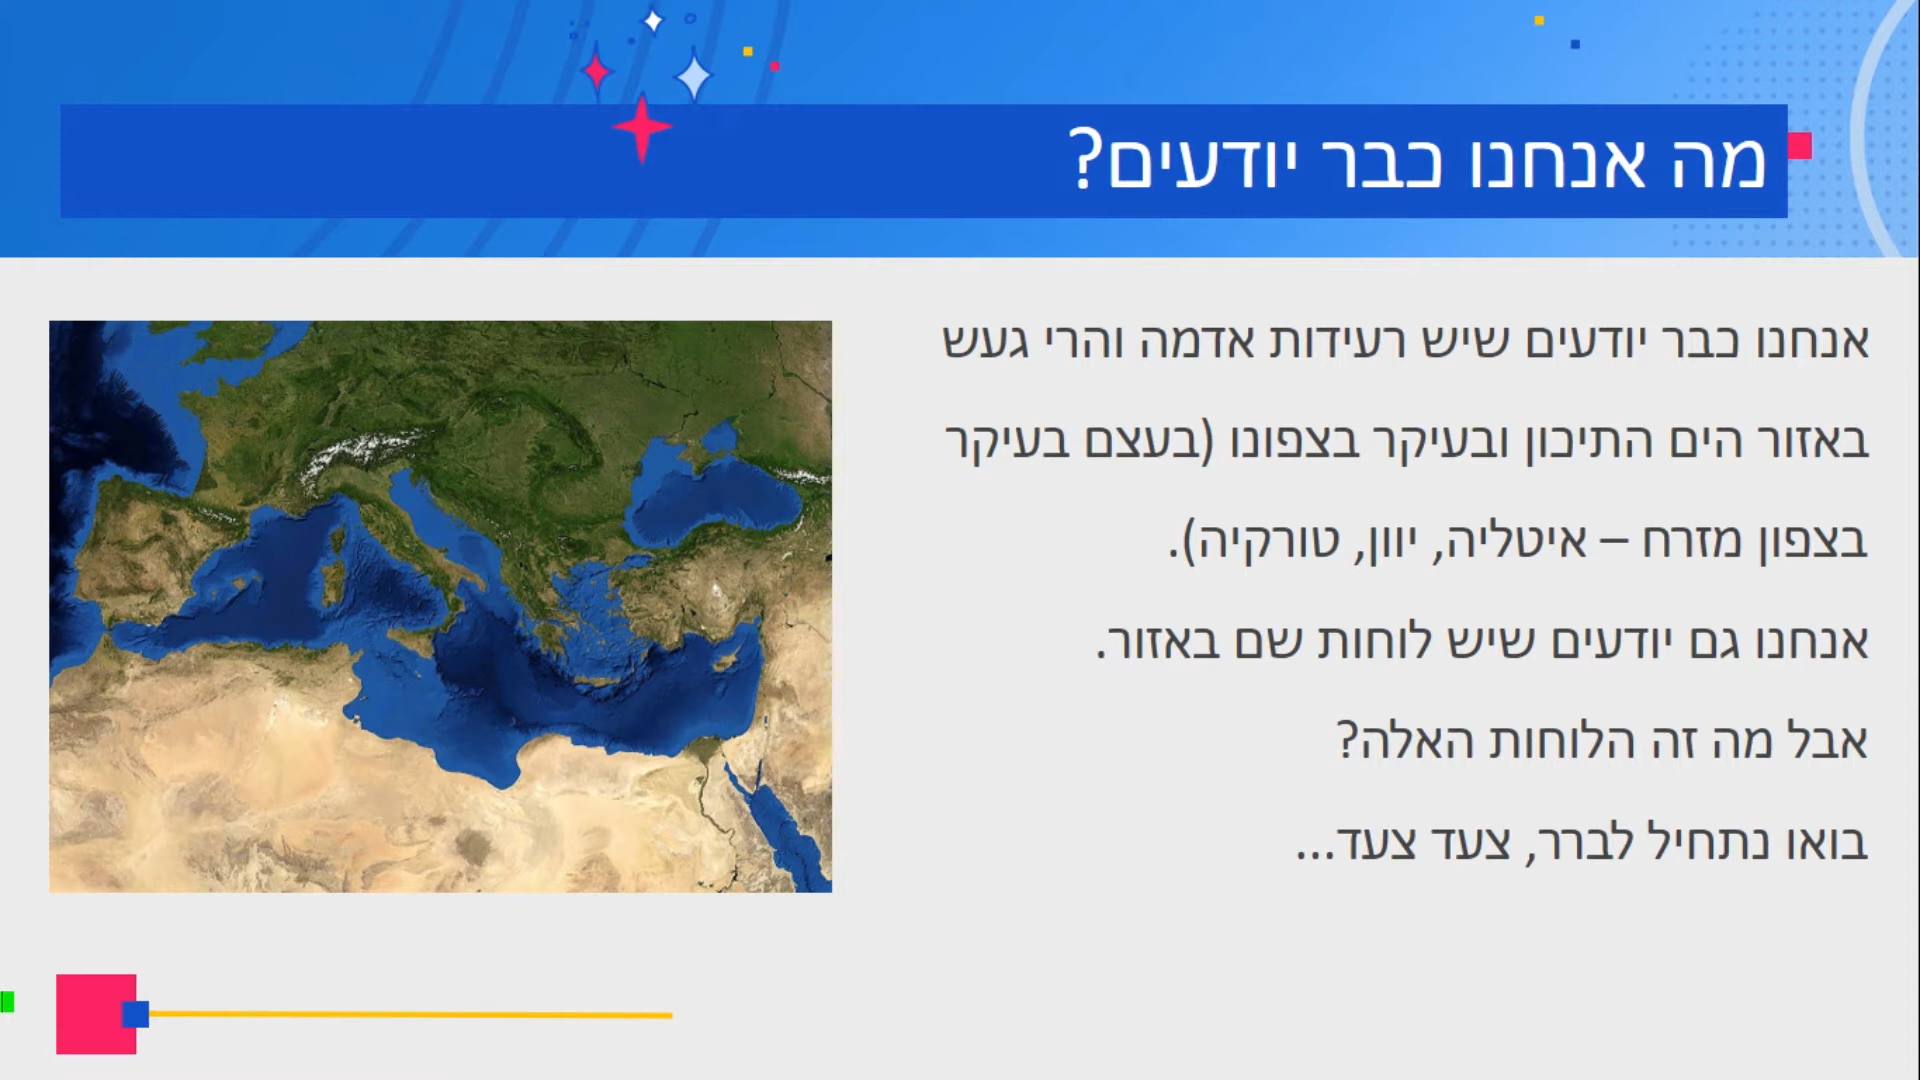 מה אנחנו כבר יודעים?
אנחנו כבר יודעים שיש רעידות אדמה והרי געש
באזור הים התיכון ובעיקר בצפונו (בעצם בעיקר
בצפון מזרח – איטליה, יוון, טורקיה).
אנחנו גם יודעים שיש לוחות שם באזור.
אבל מה זה הלוחות האלה?
בואו נתחיל לברר, צעד צעד...